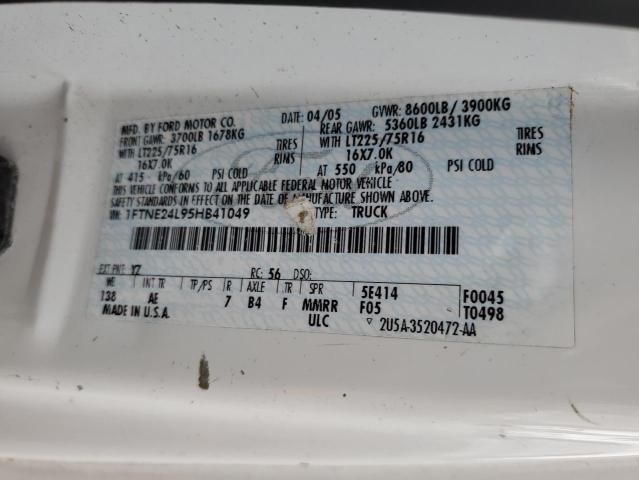 MFD. BY FORD MOTOR CO. DATE: 04/05 GVWR: 8600LB/ 3900KG
FRONT GAWR: 3700LB 1678KG REAR GAWR: 5360LB 2431KG
WITH LT225/75R16 TIRES WITH LT225/75R16 TIRES
16X7.0K RINS 16X7.0K RINS
AT 415 kPa/60 PSI COLD AT 550 kPa/80 PSI COLD
THIS VEHICLE CONFORMS TO ALL APPLICABLE FEDERAL MOTOR VEHICLE
SAFETY STANDARDS IN EFFECT ON THE DATE OF MANUFACTURE SHOWN ABOVE.
1FTNE24L95HB41049 TYPE: TRUCK
EXT PNT: YZ RC: 56 DSO:
WB INT TR TP/PS R AXLE TR SPR 5E414 F0045
138 AE 7 B4 F MMRR F05 T0498
MADE IN U.S.A. ULC ▽ 2U5A-3520472-AA